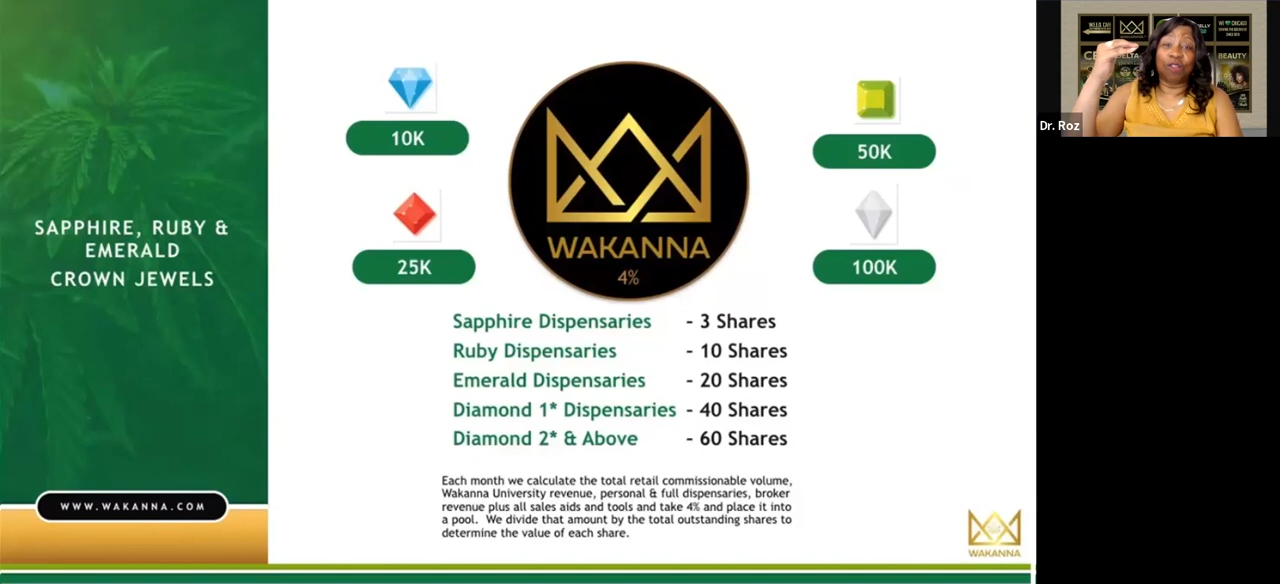 SAPPHIRE, RUBY &
EMERALD
CROWN JEWELS
WWW.WAKANNA.COM
10K
25K
WAKANNA
4%
50K
100K
Sapphire Dispensaries - 3 Shares
Ruby Dispensaries - 10 Shares
Emerald Dispensaries - 20 Shares
Diamond 1* Dispensaries - 40 Shares
Diamond 2* & Above - 60 Shares
Each month we calculate the total retail commissionable volume,
Wakanna University revenue, personal & full dispensaries, broker
revenue plus all sales aids and tools and take 4% and place it into
a pool. We divide that amount by the total outstanding shares to
determine the value of each share.
WAKANNA
Dr. Roz
BEAUTY